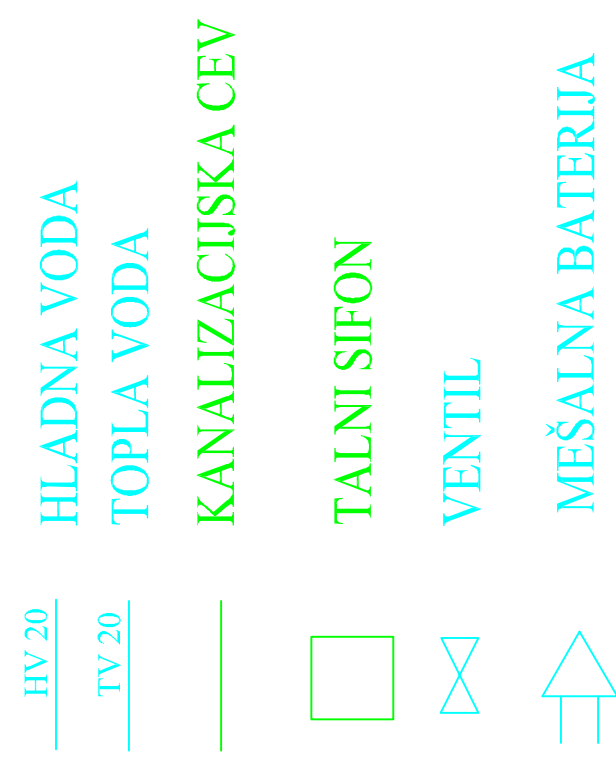 HV 20 HLADNA VODA
TV 20 TOPLA VODA
KANALIZACIJSKA CEV
TALNI SIFON
VENTIL
MEŠALNA BATERIJA